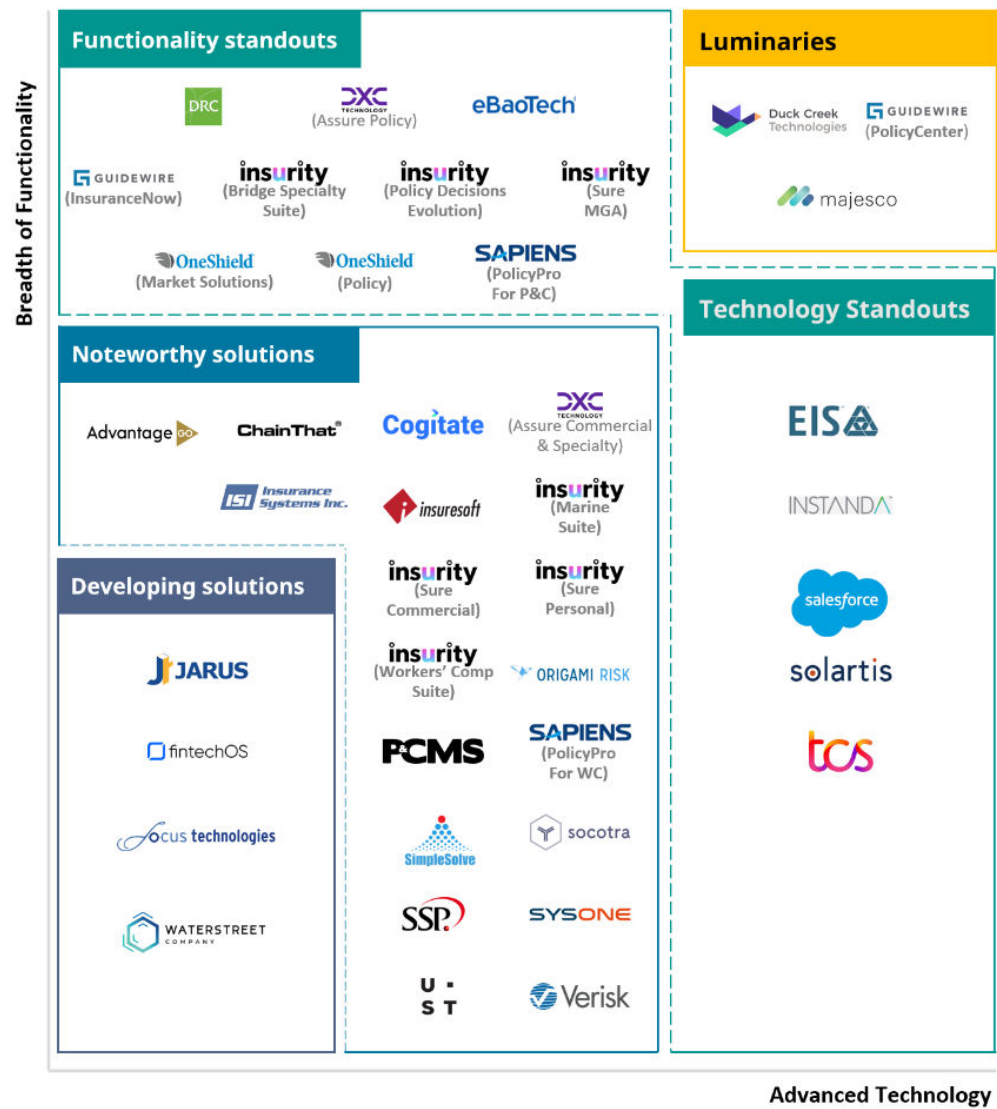 Breadth of Functionality
Functionality standouts
DRC
DXC
TECHNOLOGY
(Assure Policy)
eBaoTech
GUIDEWIRE
(InsuranceNow)
insurity
(Bridge Specialty
Suite)
insurity
(Policy Decisions
Evolution)
insurity
(Sure
MGA)
OneShield
(Market Solutions)
OneShield
(Policy)
SAPIENS
(PolicyPro
For P&C)
Luminaries
Duck Creek
Technologies
GUIDEWIRE
(PolicyCenter)
majesco
Noteworthy solutions
Advantage GO
ChainThat®
Cogitate
DXC
TECHNOLOGY
(Assure Commercial
& Specialty)
ISI Insurance
Systems Inc.
i insuresoft
insurity
(Marine
Suite)
insurity
(Sure
Commercial)
insurity
(Sure
Personal)
insurity
(Workers' Comp
Suite)
ORIGAMI RISK
P&CMS
SAPIENS
(PolicyPro
For WC)
SimpleSolve
socotra
SSP
SYSONE
U
ST
Verisk
Technology Standouts
EIS
INSTANDA
salesforce
solartis
tcs
Developing solutions
JARUS
fintechOS
focus technologies
WATERSTREET
COMPANY
Advanced Technology